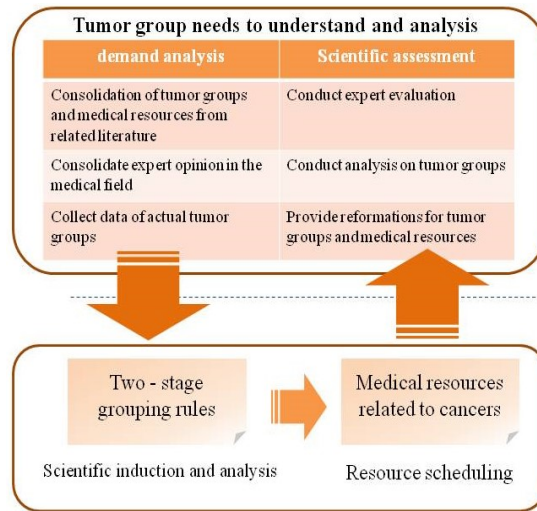 Tumor group needs to understand and analysis
demand analysis
Scientific assessment
Consolidation of tumor groups
and medical resources from
related literature
Conduct expert evaluation
Consolidate expert opinion in the
medical field
Conduct analysis on tumor groups
Collect data of actual tumor
groups
Provide reformations for tumor
groups and medical resources
Two - stage
grouping rules
Medical resources
related to cancers
Scientific induction and analysis
Resource scheduling